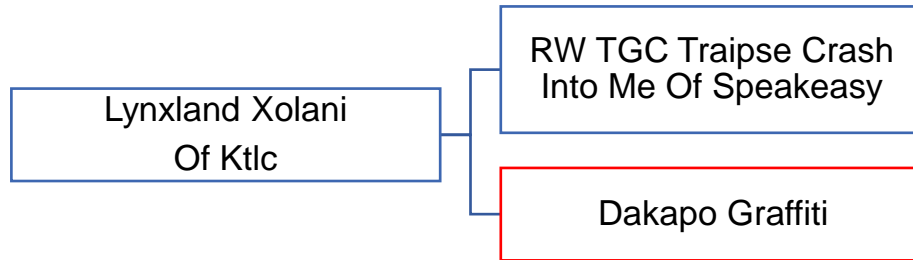 Lynxland Xolani
Of Ktlc
RW TGC Traipse Crash
Into Me Of Speakeasy
Dakapo Graffiti